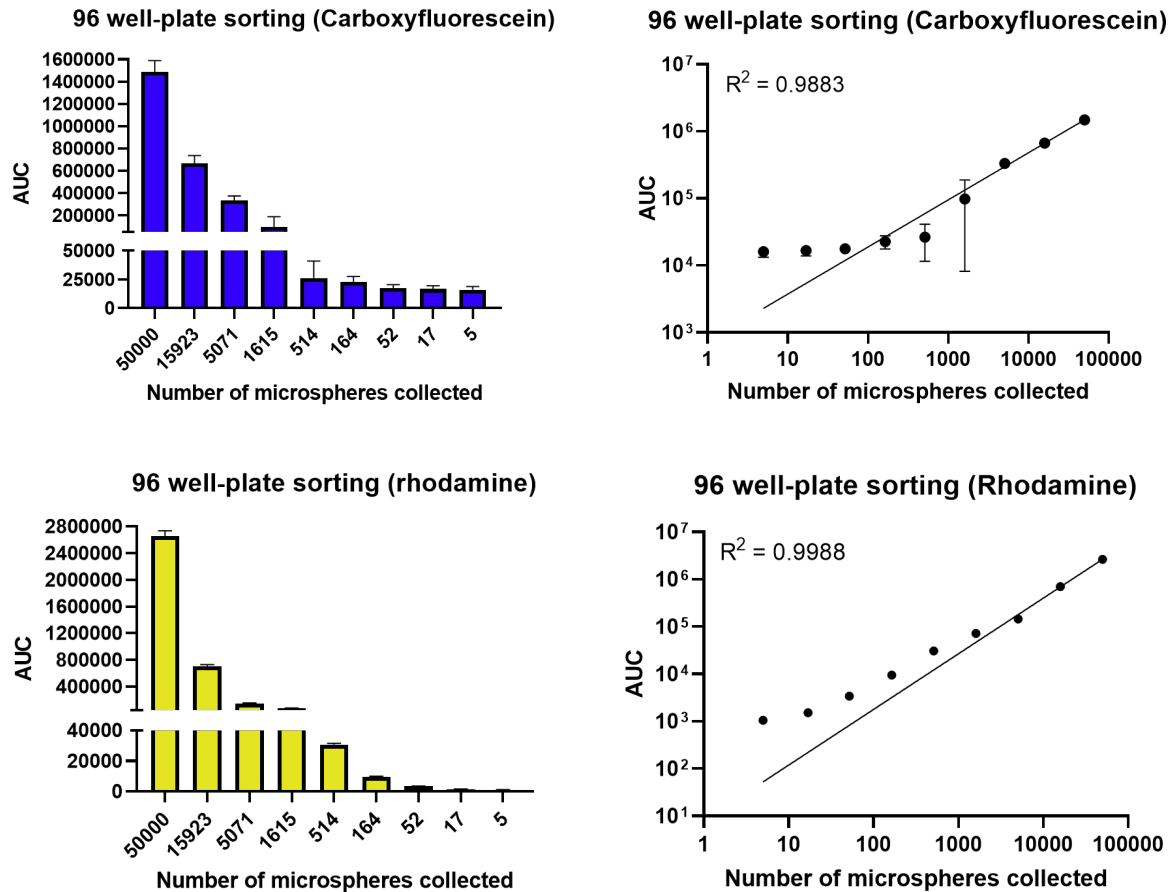 96 well-plate sorting (Carboxyfluorescein)
1600000
1400000
1200000
1000000
800000
600000
400000
200000
50000
25000
0
AUC
50000 15923 5071 1615 514 164 52 17 5
Number of microspheres collected
96 well-plate sorting (Carboxyfluorescein)
R² = 0.9883
10⁷
10⁶
10⁵
10⁴
10³
AUC
1 10 100 1000 10000 100000
Number of microspheres collected
96 well-plate sorting (rhodamine)
2800000
2400000
2000000
1600000
1200000
800000
400000
40000
20000
0
AUC
50000 15923 5071 1615 514 164 52 17 5
Number of microspheres collected
96 well-plate sorting (Rhodamine)
R² = 0.9988
10⁷
10⁶
10⁵
10⁴
10³
10²
10¹
AUC
1 10 100 1000 10000 100000
Number of microspheres collected